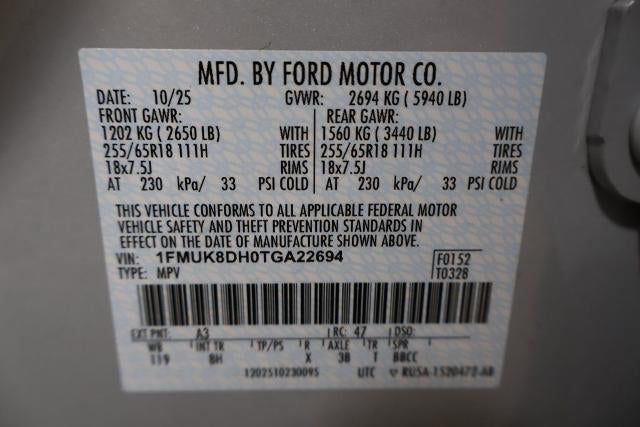 MFD. BY FORD MOTOR CO.
DATE: 10/25 GVWR: 2694 KG ( 5940 LB)
FRONT GAWR: REAR GAWR:
1202 KG ( 2650 LB) WITH 1560 KG ( 3440 LB) WITH
255/65R18 111H TIRES 255/65R18 111H TIRES
18x7.5J RIMS 18x7.5J RIMS
AT 230 kPa/ 33 PSI COLD AT 230 kPa/ 33 PSI COLD
THIS VEHICLE CONFORMS TO ALL APPLICABLE FEDERAL MOTOR
VEHICLE SAFETY AND THEFT PREVENTION STANDARDS IN
EFFECT ON THE DATE OF MANUFACTURE SHOWN ABOVE.
VIN: 1FMUK8DH0TGA22694 F0152
TYPE: MPV T0328
EXT PNT: A3 RC: 47 DSO:
WB INT TR TP/PS R AXLE TR SPR
119 8H X 3B T BBCC
1202510230095 UTC RUSA-1520472-AB